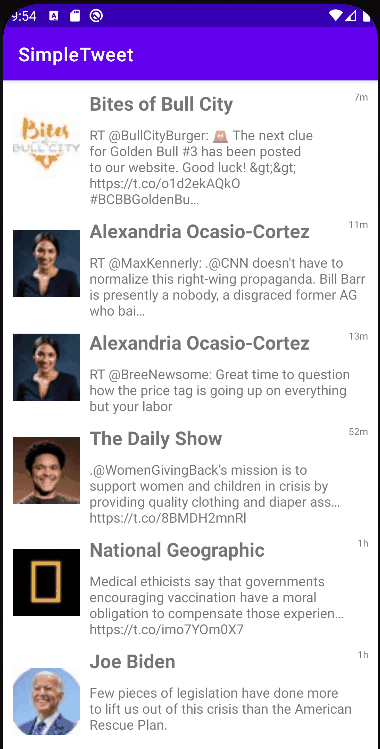 9:54
SimpleTweet
Bites of Bull City
7m
Bites
of
BULL CITY
RT @BullCityBurger: 🚨 The next clue
for Golden Bull #3 has been posted
to our website. Good luck! &gt;&gt;
https://t.co/o1d2ekAQkO
#BCBBGoldenBu…
Alexandria Ocasio-Cortez
11m
RT @MaxKennerly: .@CNN doesn't have to
normalize this right-wing propaganda. Bill Barr
is presently a nobody, a disgraced former AG
who bai…
Alexandria Ocasio-Cortez
13m
RT @BreeNewsome: Great time to question
how the price tag is going up on everything
but your labor
The Daily Show
52m
.@WomenGivingBack's mission is to
support women and children in crisis by
providing quality clothing and diaper ass…
https://t.co/8BMDH2mnRl
National Geographic
1h
Medical ethicists say that governments
encouraging vaccination have a moral
obligation to compensate those experien…
https://t.co/imo7YOm0X7
Joe Biden
1h
Few pieces of legislation have done more
to lift us out of this crisis than the American
Rescue Plan.